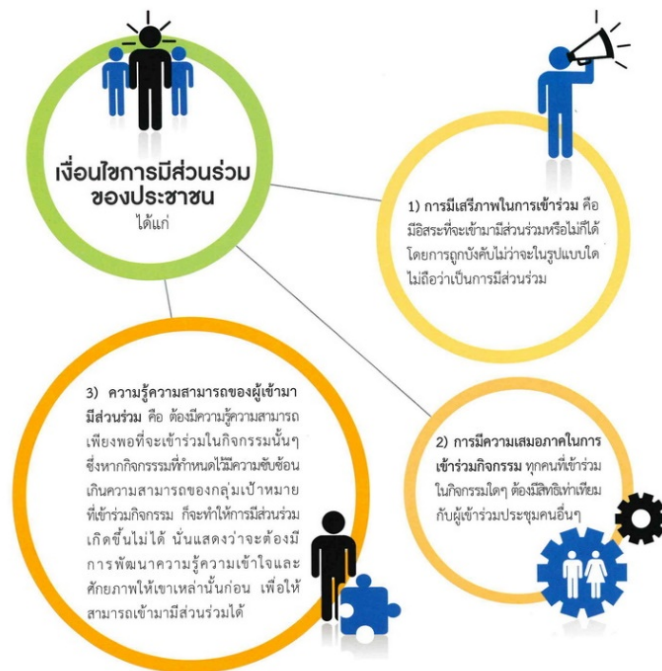 เงื่อนไขการมีส่วนร่วม
ของประชาชน
ได้แก่
1) การมีเสรีภาพในการเข้าร่วม คือ
มีอิสระที่จะเข้ามามีส่วนร่วมหรือไม่ก็ได้
โดยการถูกบังคับไม่ว่าจะในรูปแบบใด
ไม่ถือว่าเป็นการมีส่วนร่วม
2) การมีความเสมอภาคในการ
เข้าร่วมกิจกรรม ทุกคนที่เข้าร่วม
ในกิจกรรมใดๆ ต้องมีสิทธิเท่าเทียม
กับผู้เข้าร่วมประชุมคนอื่นๆ
3) ความรู้ความสามารถของผู้เข้ามา
มีส่วนร่วม คือ ต้องมีความรู้ความสามารถ
เพียงพอที่จะเข้าร่วมในกิจกรรมนั้นๆ
ซึ่งหากกิจกรรมที่กำหนดไว้มีความซับซ้อน
เกินความสามารถของกลุ่มเป้าหมาย
ที่เข้าร่วมกิจกรรม ก็จะทำให้การมีส่วนร่วม
เกิดขึ้นไม่ได้ นั่นแสดงว่าจะต้องมี
การพัฒนาความรู้ความเข้าใจและ
ศักยภาพให้เขาเหล่านั้นก่อน เพื่อให้
สามารถเข้ามามีส่วนร่วมได้